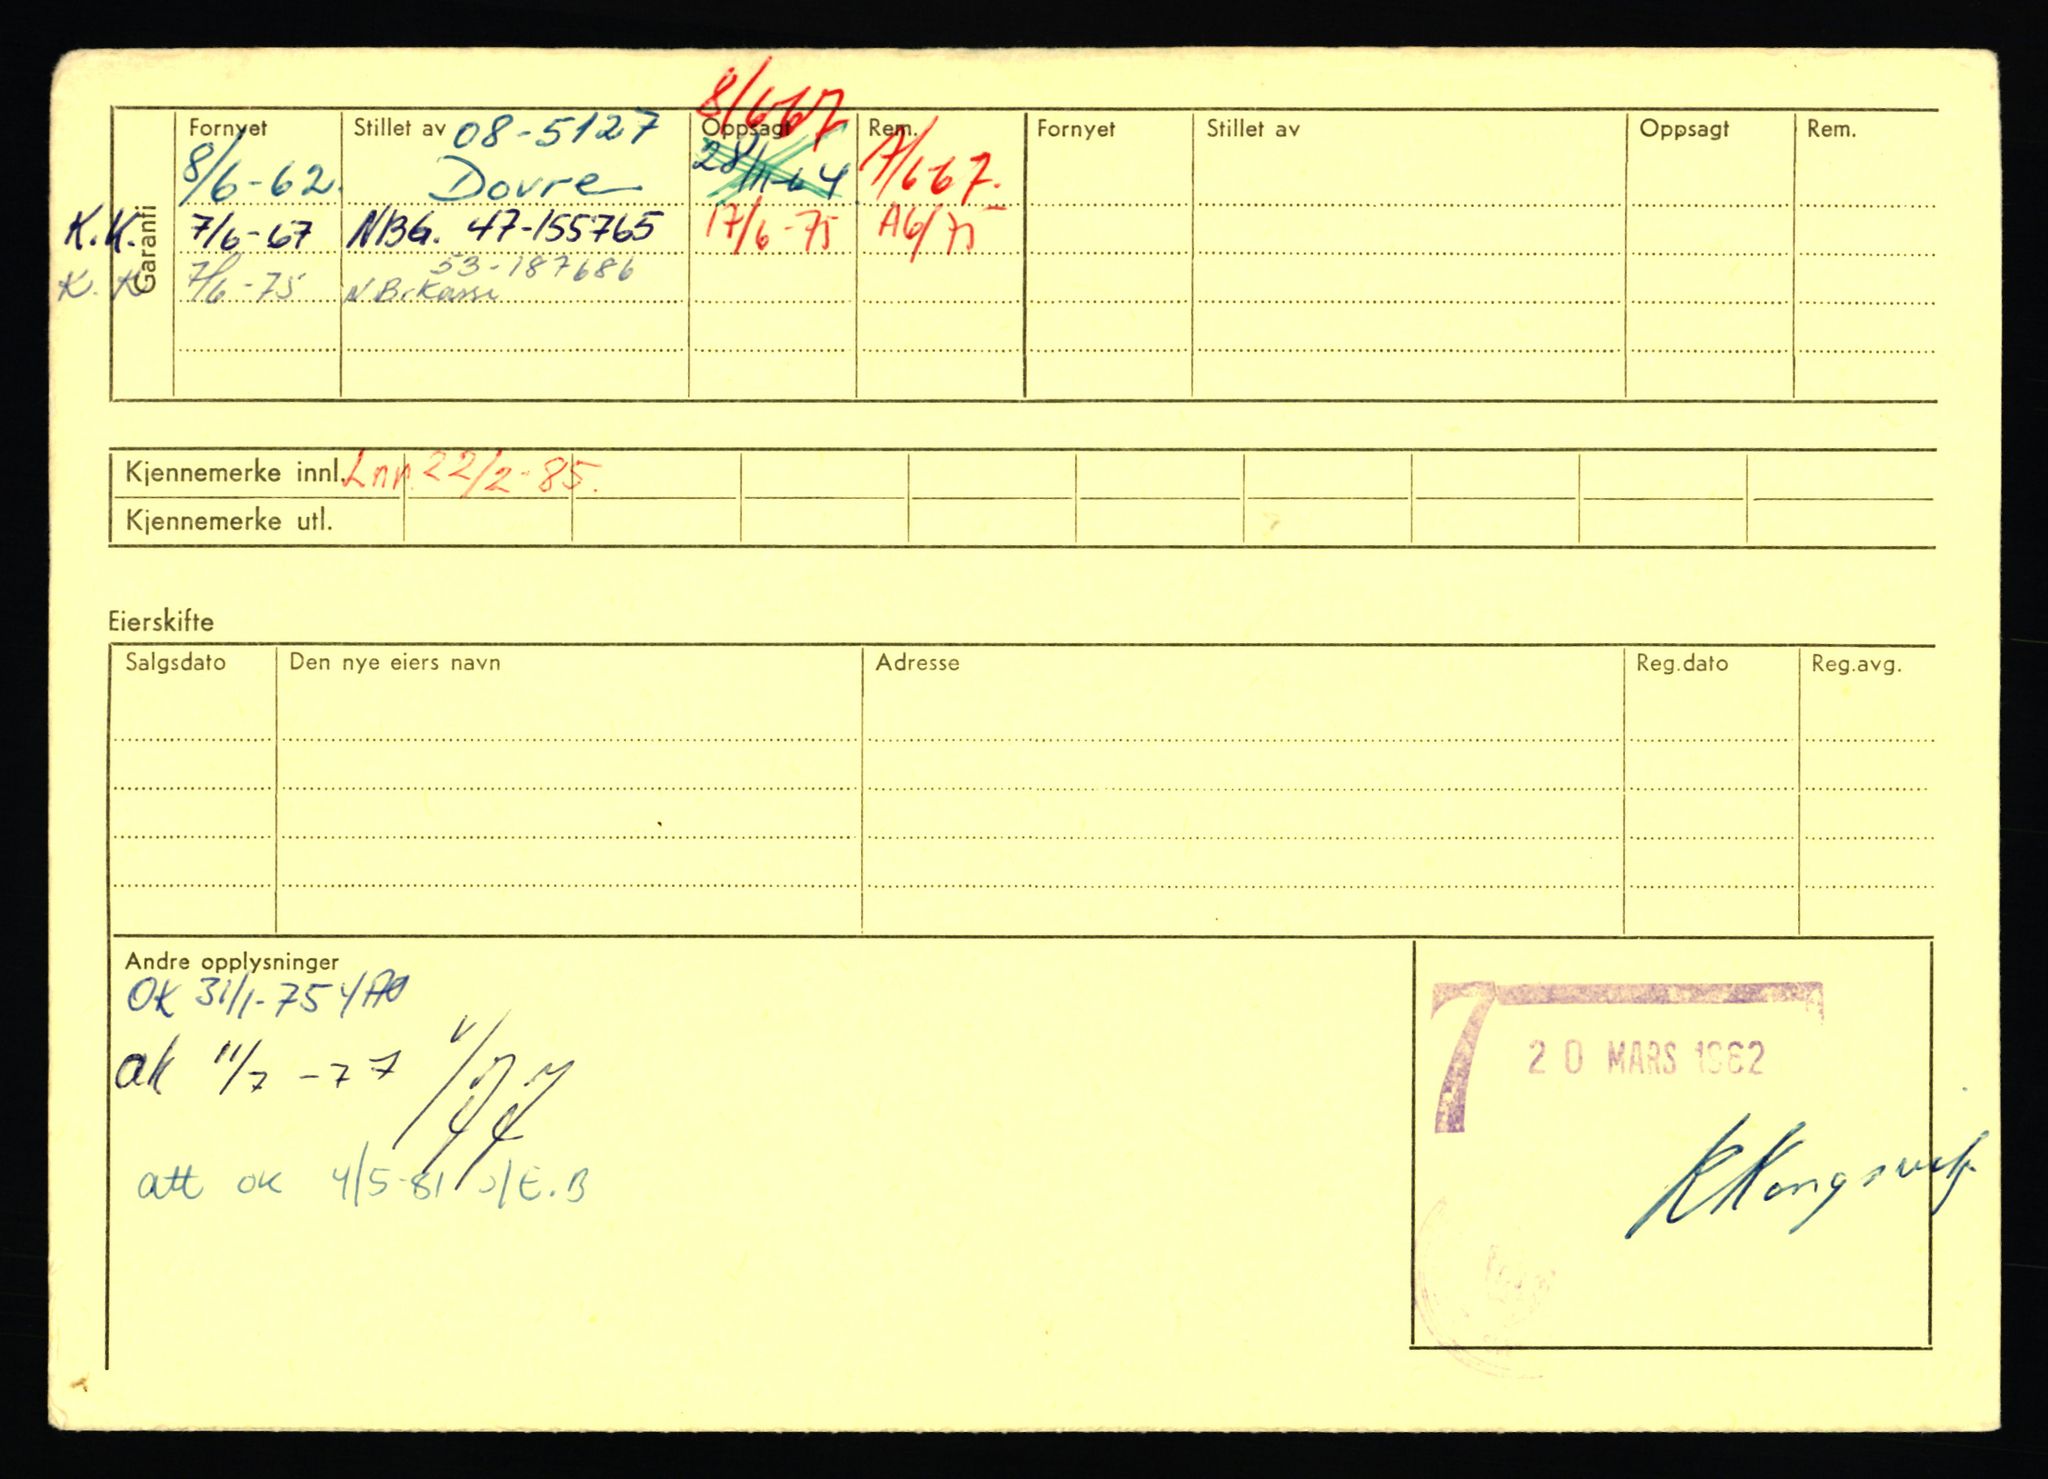 8/6-67
Fornyet Stillet av 08-5127 Oppsagt Rem. Fornyet Stillet av Oppsagt Rem.
8/6-62. Dovre 28/11-64 A/6-67.
Garanti
K.K. 7/6-67 NBG. 47-155765 17/6-75 A6/75
53-187686
K.K 7/6-75
Kjennemerke innl. Lnr. 22/2-85.
Kjennemerke utl.
Eierskifte
Salgsdato Den nye eiers navn Adresse Reg.dato Reg.avg.
Andre opplysninger
OK 31/1-75
7
20 MARS 1962
ok 11/7-77
att ok 4/5-81 S/E.B